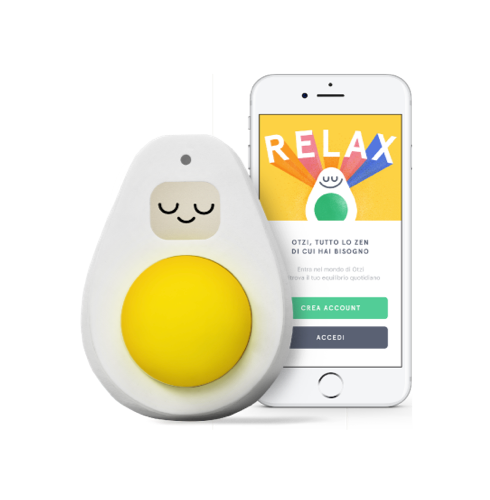 RELAX
OTZI, TUTTO LO ZEN
DI CUI HAI BISOGNO
Entra nel mondo di Otzi
il tuo equilibrio quotidiano
CREA ACCOUNT
ACCEDI